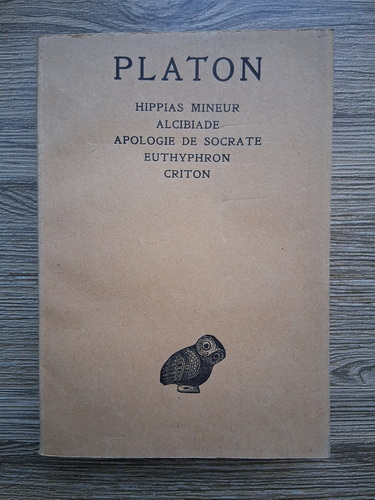 PLATON
HIPPIAS MINEUR
ALCIBIADE
APOLOGIE DE SOCRATE
EUTHYPHRON
CRITON